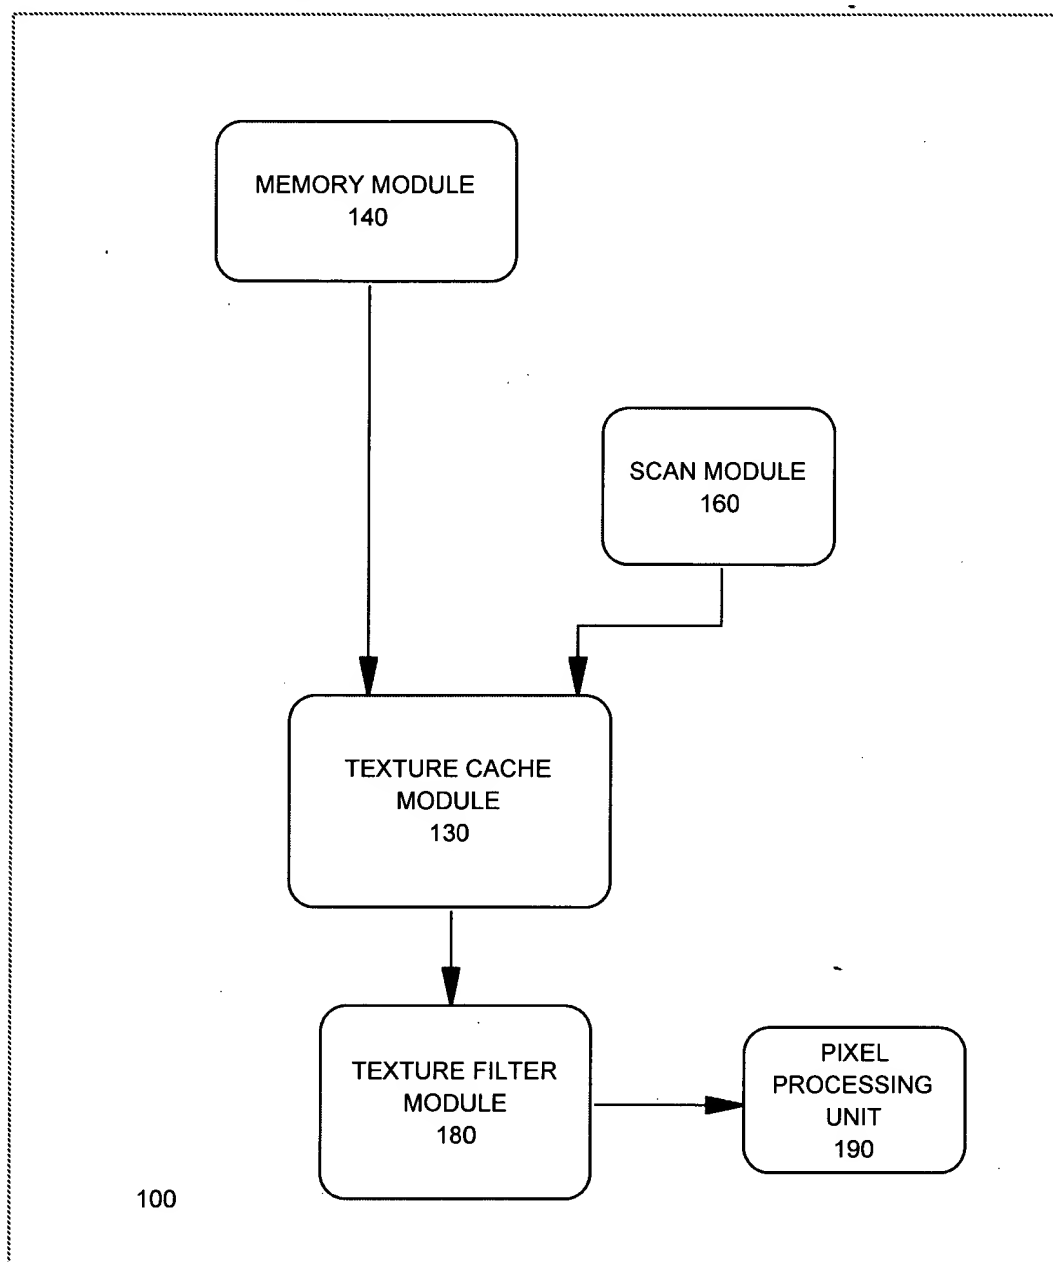 MEMORY MODULE
140
SCAN MODULE
160
TEXTURE CACHE
MODULE
130
TEXTURE FILTER
MODULE
180
PIXEL
PROCESSING
UNIT
190
100